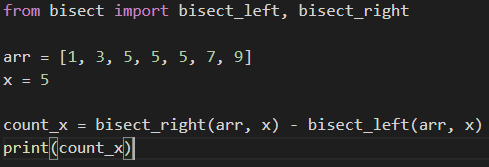 from bisect import bisect_left, bisect_right
arr = [1, 3, 5, 5, 5, 7, 9]
x = 5
count_x = bisect_right(arr, x) - bisect_left(arr, x)
print(count_x)